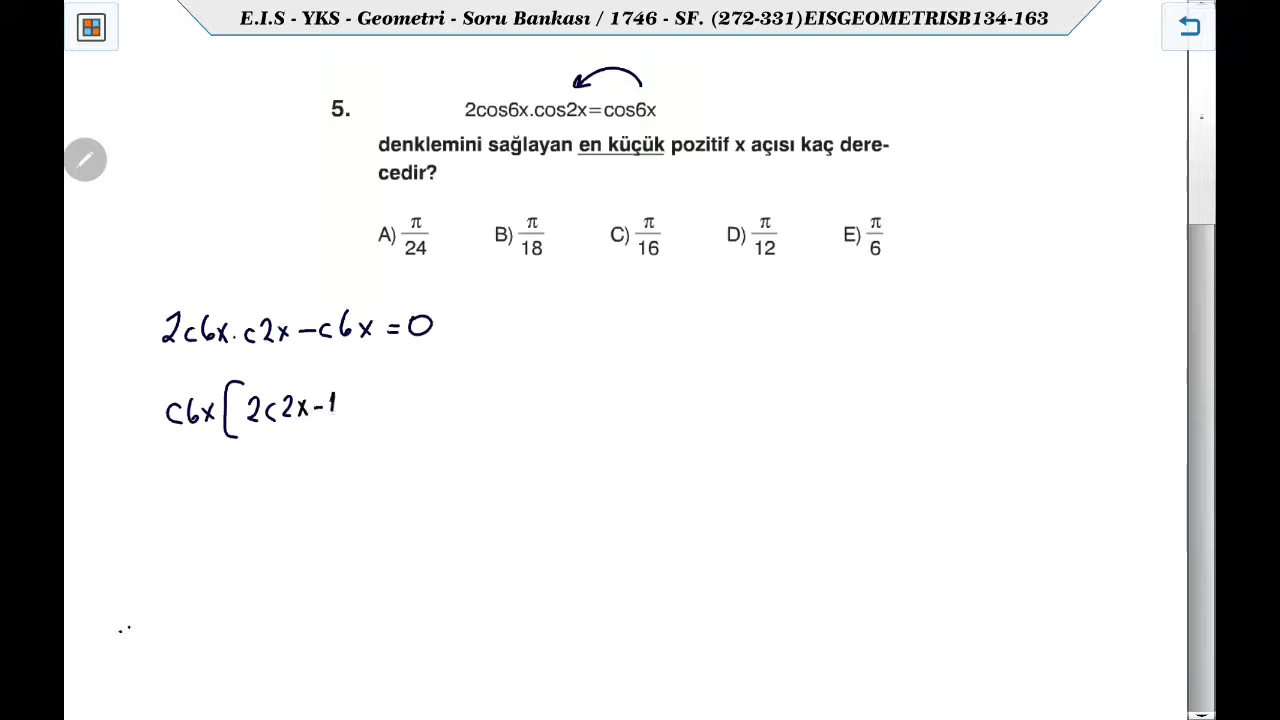 E.I.S - YKS - Geometri - Soru Bankası / 1746 - SF. (272-331)EISGEOMETRISB134-163
5. 2cos6x.cos2x=cos6x
denklemini sağlayan en küçük pozitif x açısı kaç dere-
cedir?
A) π/24 B) π/18 C) π/16 D) π/12 E) π/6
2c6x.c2x-c6x=0
c6x[2c2x-1